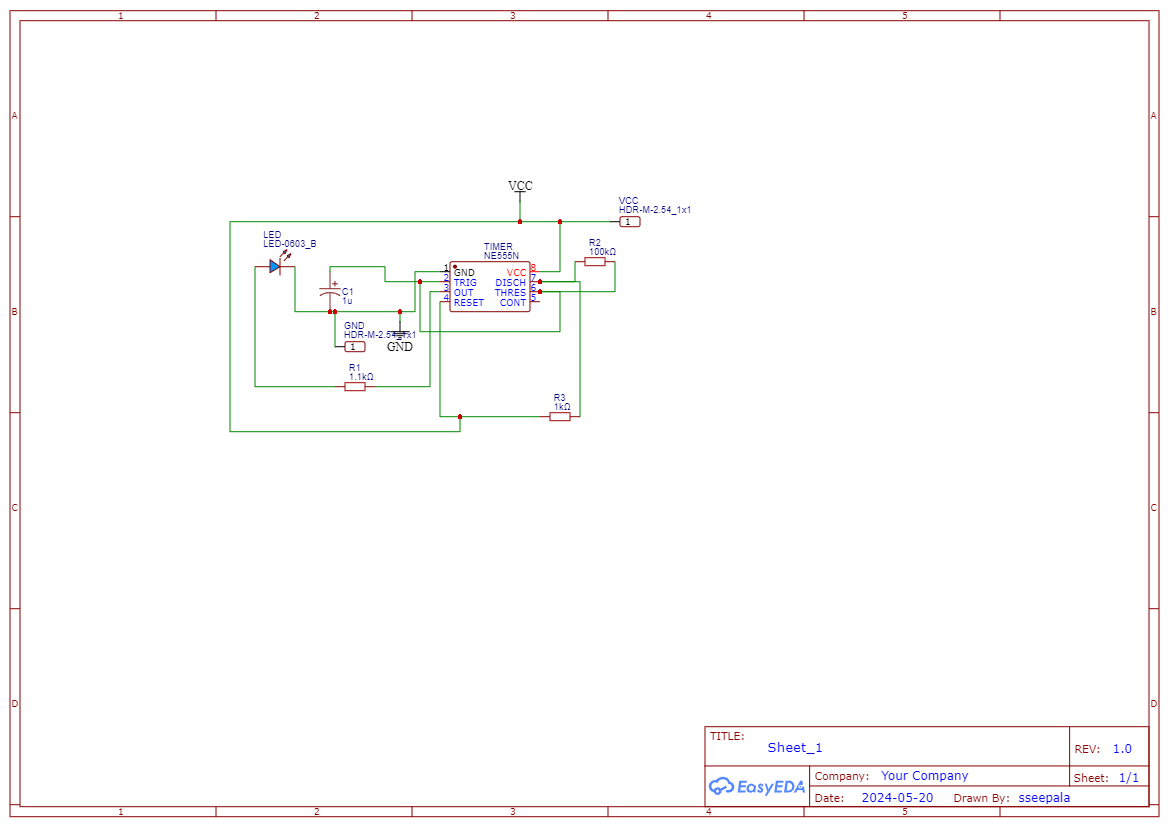 1 2 3 4 5
A A
VCC
VCC
HDR-M-2.54_1x1
1
LED
LED-0603_B
TIMER
NE555N
R2
100kΩ
1 GND VCC 8
2 TRIG DISCH 7
3 OUT THRES 6
4 RESET CONT 5
+
C1
1u
B B
GND
HDR-M-2.54_1x1
1
GND
R1
1.1kΩ
R3
1kΩ
C C
D D
TITLE:
Sheet_1
REV: 1.0
EasyEDA
Company: Your Company
Sheet: 1/1
Date: 2024-05-20 Drawn By: sseepala
1 2 3 4 5